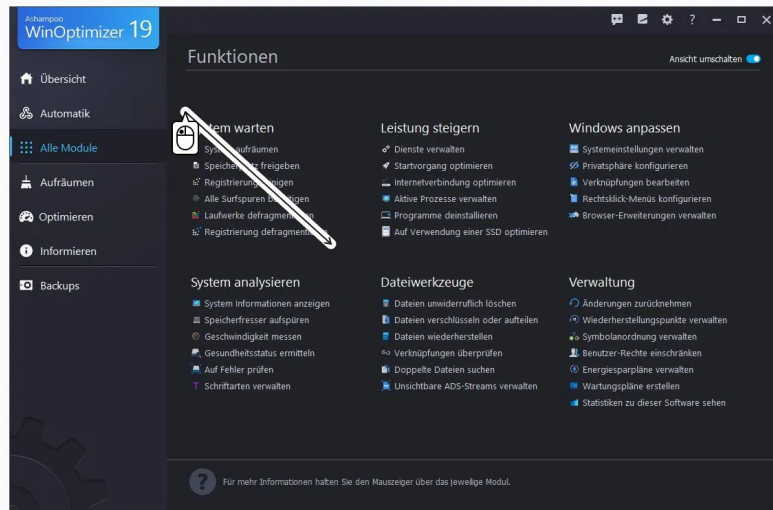 Ashampoo
WinOptimizer 19
Übersicht
Automatik
Alle Module
Aufräumen
Optimieren
Informieren
Backups
Funktionen
Ansicht umschalten
warten
aufräumen
freigeben
Registrierung
Alle Surfspuren
Laufwerke
Registrierung
Leistung steigern
Dienste verwalten
Startvorgang optimieren
Internetverbindung optimieren
Aktive Prozesse verwalten
Programme deinstallieren
Auf Verwendung einer SSD optimieren
Windows anpassen
Systemeinstellungen verwalten
Privatsphäre konfigurieren
Verknüpfungen bearbeiten
Rechtsklick-Menüs konfigurieren
Browser-Erweiterungen verwalten
System analysieren
System Informationen anzeigen
Speicherfresser aufspüren
Geschwindigkeit messen
Gesundheitsstatus ermitteln
Auf Fehler prüfen
Schriftarten verwalten
Dateiwerkzeuge
Dateien unwiderruflich löschen
Dateien verschlüsseln oder aufteilen
Dateien wiederherstellen
Verknüpfungen überprüfen
Doppelte Dateien suchen
Unsichtbare ADS-Streams verwalten
Verwaltung
Änderungen zurücknehmen
Wiederherstellungspunkte verwalten
Symbolanordnung verwalten
Benutzer-Rechte einschränken
Energiesparpläne verwalten
Wartungspläne erstellen
Statistiken zu dieser Software sehen
Für mehr Informationen halten Sie den Mauszeiger über das jeweilige Modul.